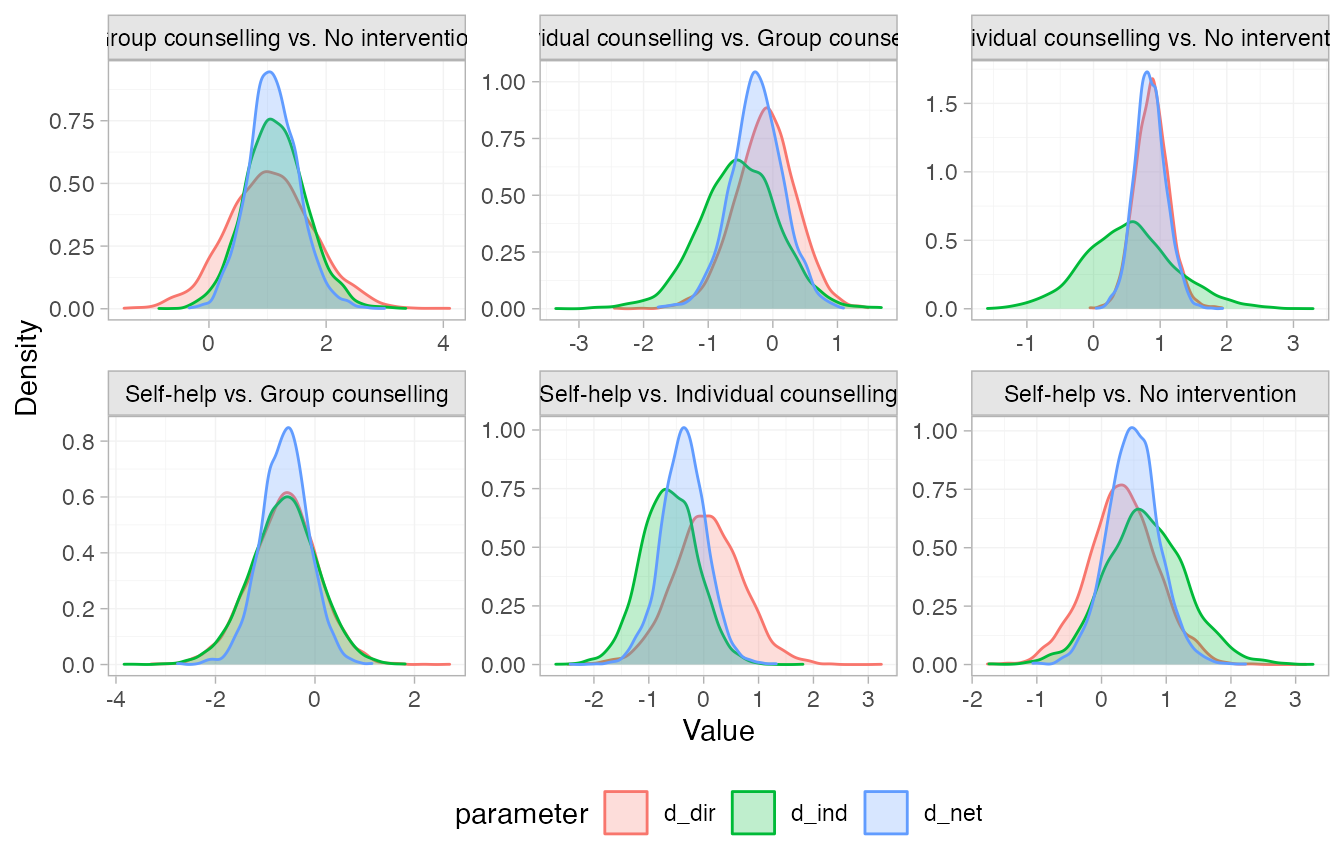 Group counselling vs. No interventio
vidual counselling vs. Group counse
ividual counselling vs. No intervent
0.75
0.50
0.25
0.00
0 2 4
1.00
0.75
0.50
0.25
0.00
-3 -2 -1 0 1
1.5
1.0
0.5
0.0
-1 0 1 2 3
Density
Self-help vs. Group counselling
Self-help vs. Individual counselling
Self-help vs. No intervention
0.8
0.6
0.4
0.2
0.0
-4 -2 0 2
1.00
0.75
0.50
0.25
0.00
-2 -1 0 1 2 3
1.00
0.75
0.50
0.25
0.00
-2 -1 0 1 2 3
Value
parameter d_dir d_ind d_net